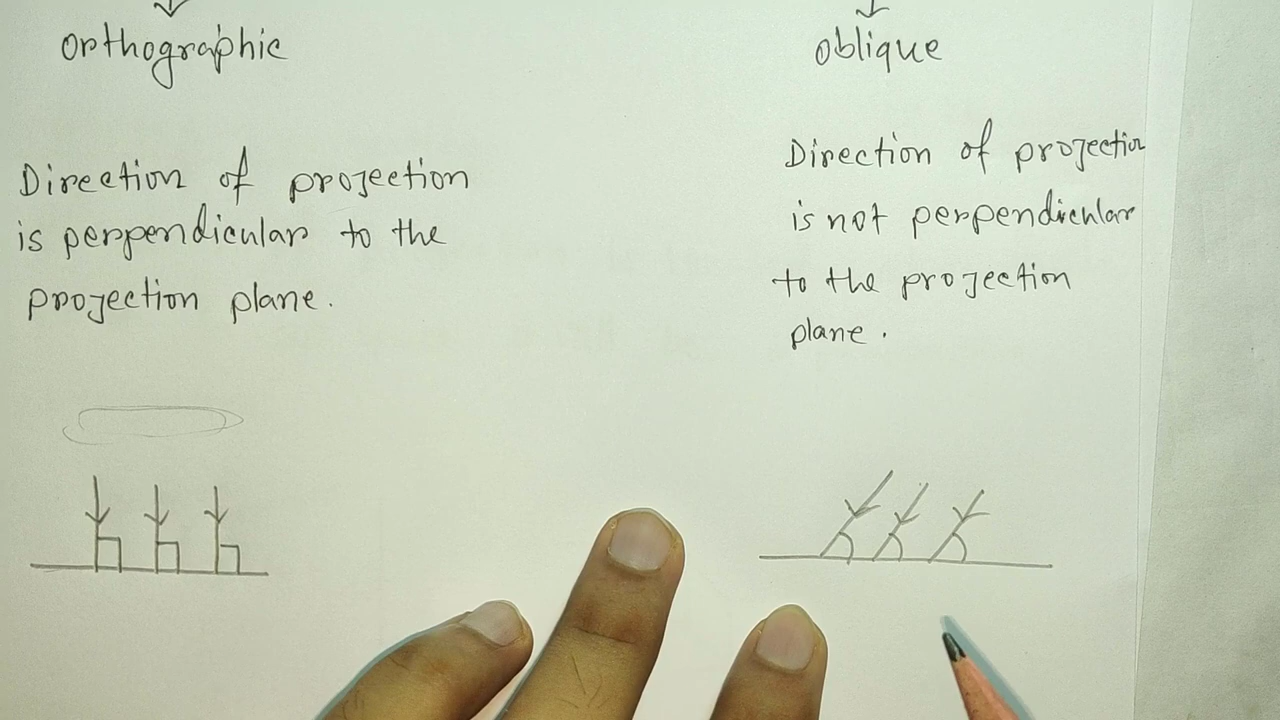 Orthographic
Direction of projection
is perpendicular to the
projection plane.
Oblique
Direction of projection
is not perpendicular
to the projection
plane.